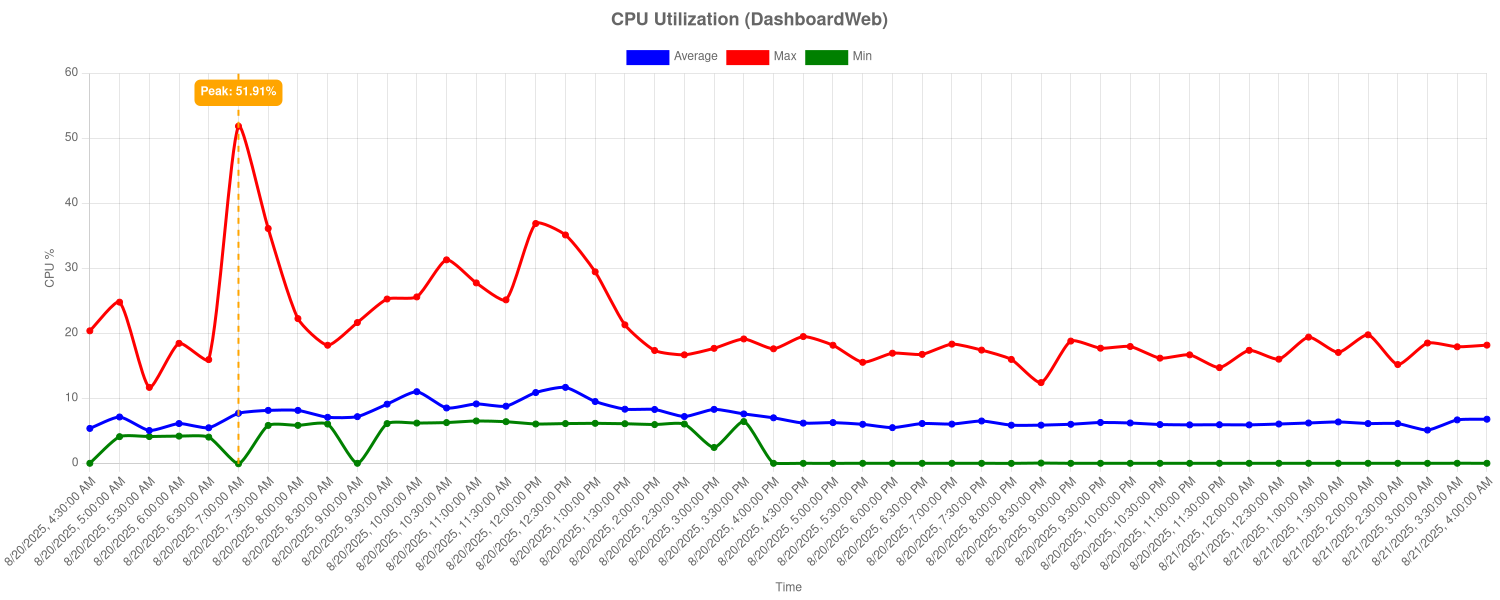 CPU Utilization (DashboardWeb)
Average Max Min
60
Peak: 51.91%
50
40
30
20
10
0
CPU %
8/20/2025, 4:30:00 AM
8/20/2025, 5:00:00 AM
8/20/2025, 5:30:00 AM
8/20/2025, 6:00:00 AM
8/20/2025, 6:30:00 AM
8/20/2025, 7:00:00 AM
8/20/2025, 7:30:00 AM
8/20/2025, 8:00:00 AM
8/20/2025, 8:30:00 AM
8/20/2025, 9:00:00 AM
8/20/2025, 9:30:00 AM
8/20/2025, 10:00:00 AM
8/20/2025, 10:30:00 AM
8/20/2025, 11:00:00 AM
8/20/2025, 11:30:00 AM
8/20/2025, 12:00:00 PM
8/20/2025, 12:30:00 PM
8/20/2025, 1:00:00 PM
8/20/2025, 1:30:00 PM
8/20/2025, 2:00:00 PM
8/20/2025, 2:30:00 PM
8/20/2025, 3:00:00 PM
8/20/2025, 3:30:00 PM
8/20/2025, 4:00:00 PM
8/20/2025, 4:30:00 PM
8/20/2025, 5:00:00 PM
8/20/2025, 5:30:00 PM
8/20/2025, 6:00:00 PM
8/20/2025, 6:30:00 PM
8/20/2025, 7:00:00 PM
8/20/2025, 7:30:00 PM
8/20/2025, 8:00:00 PM
8/20/2025, 8:30:00 PM
8/20/2025, 9:00:00 PM
8/20/2025, 9:30:00 PM
8/20/2025, 10:00:00 PM
8/20/2025, 10:30:00 PM
8/20/2025, 11:00:00 PM
8/20/2025, 11:30:00 PM
8/21/2025, 12:00:00 AM
8/21/2025, 12:30:00 AM
8/21/2025, 1:00:00 AM
8/21/2025, 1:30:00 AM
8/21/2025, 2:00:00 AM
8/21/2025, 2:30:00 AM
8/21/2025, 3:00:00 AM
8/21/2025, 3:30:00 AM
8/21/2025, 4:00:00 AM
Time